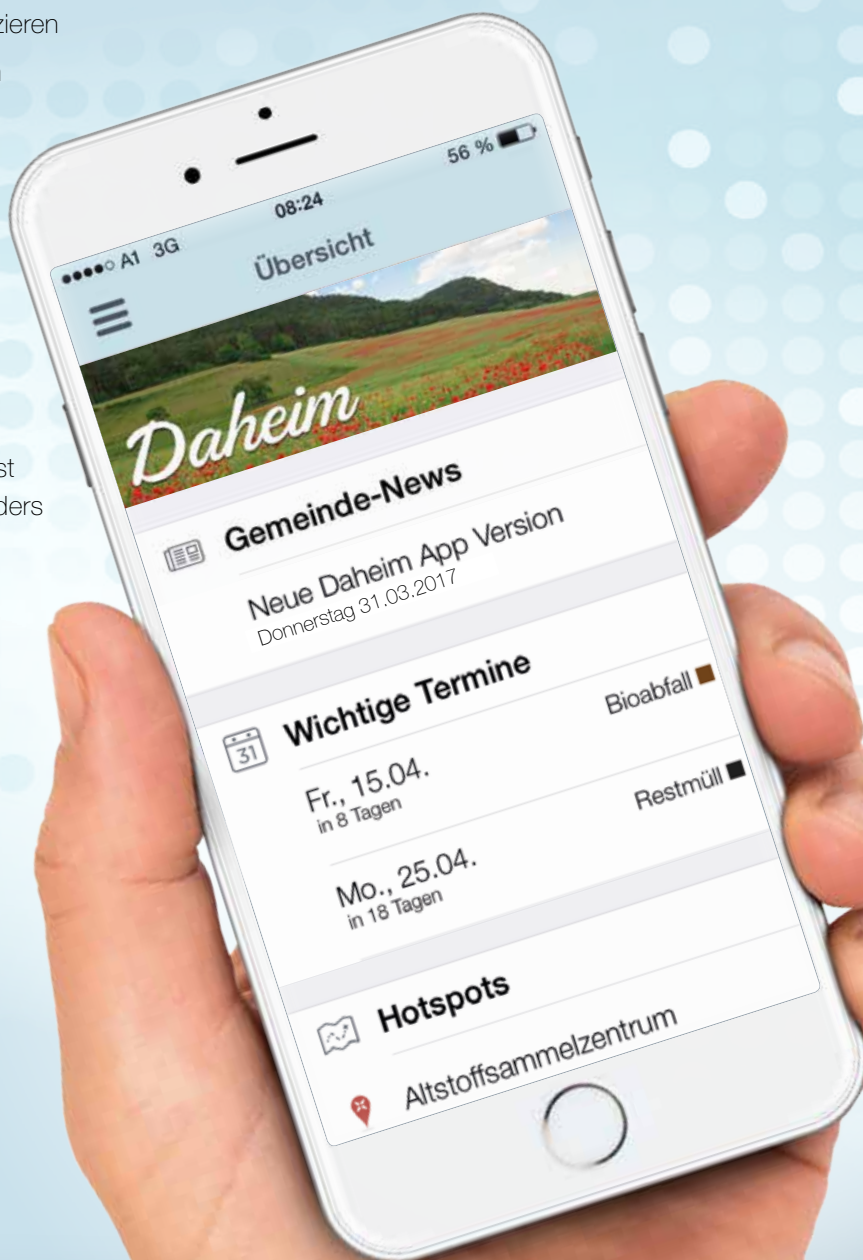 zieren
st
ders
●●●●○ A1 3G 08:24 56 %
Übersicht
Daheim
Gemeinde-News
Neue Daheim App Version
Donnerstag 31.03.2017
31
Wichtige Termine
Fr., 15.04. Bioabfall
in 8 Tagen
Mo., 25.04. Restmüll
in 18 Tagen
Hotspots
Altstoffsammelzentrum